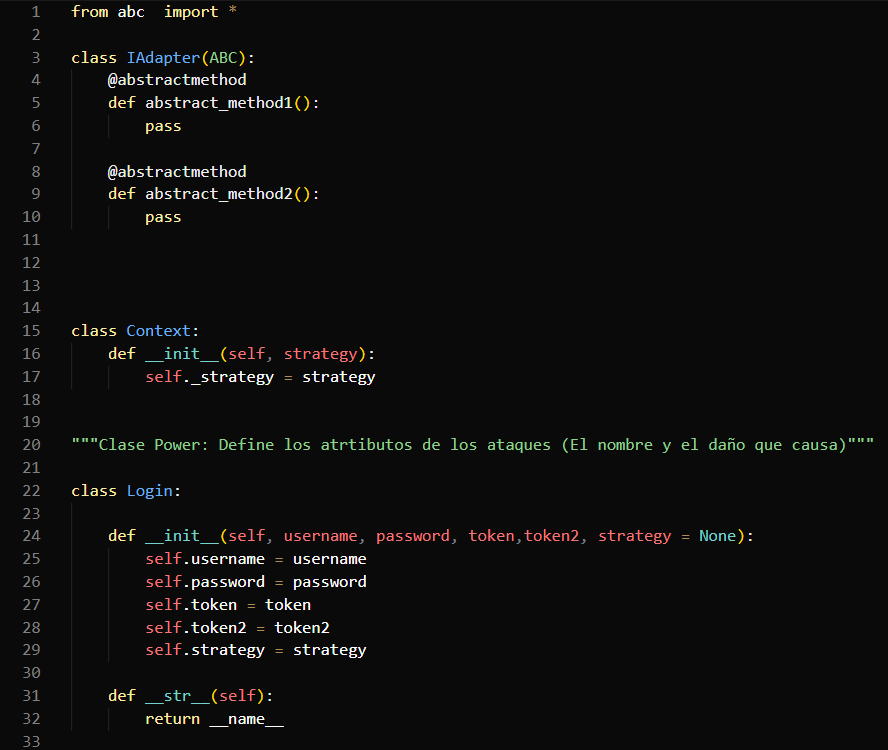 1 from abc  import *
2
3 class IAdapter(ABC):
4     @abstractmethod
5     def abstract_method1():
6         pass
7
8     @abstractmethod
9     def abstract_method2():
10         pass
11
12
13
14
15 class Context:
16     def __init__(self, strategy):
17         self._strategy = strategy
18
19
20 """Clase Power: Define los atrtibutos de los ataques (El nombre y el daño que causa)"""
21
22 class Login:
23
24     def __init__(self, username, password, token,token2, strategy = None):
25         self.username = username
26         self.password = password
27         self.token = token
28         self.token2 = token2
29         self.strategy = strategy
30
31     def __str__(self):
32         return __name__
33